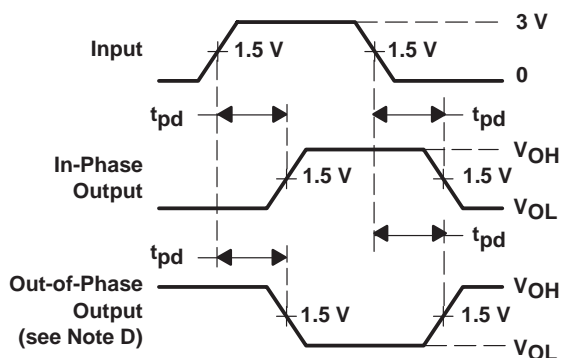 3 V
Input
1.5 V
1.5 V
0
tpd
tpd
VOH
In-Phase
Output
1.5 V
1.5 V
VOL
tpd
tpd
Out-of-Phase
Output
(see Note D)
VOH
1.5 V
1.5 V
VOL